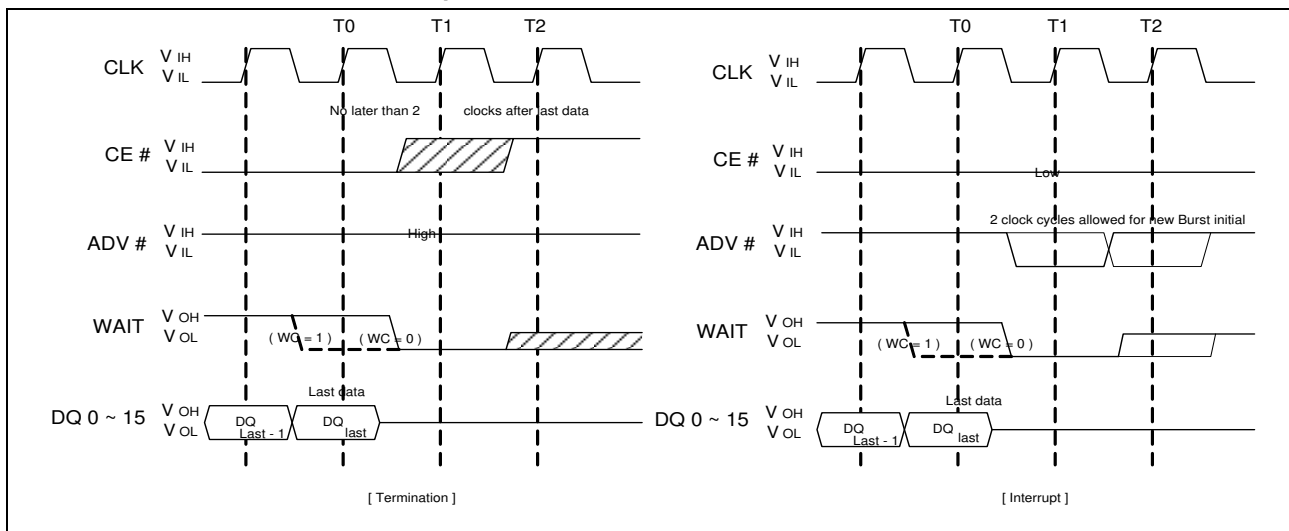 T0 T1 T2
CLK V IH
V IL
No later than 2 clocks after last data
CE # V IH
V IL
ADV # V IH
V IL
High
WAIT V OH
V OL
( WC = 1 ) ( WC = 0 )
Last data
DQ 0 ~ 15 V OH
V OL
DQ Last - 1 DQ last
[ Termination ]
T0 T1 T2
CLK V IH
V IL
CE # V IH
V IL
Low
2 clock cycles allowed for new Burst initial
ADV # V IH
V IL
WAIT V OH
V OL
( WC = 1 ) ( WC = 0 )
Last data
DQ 0 ~ 15 V OH
V OL
DQ Last - 1 DQ last
[ Interrupt ]